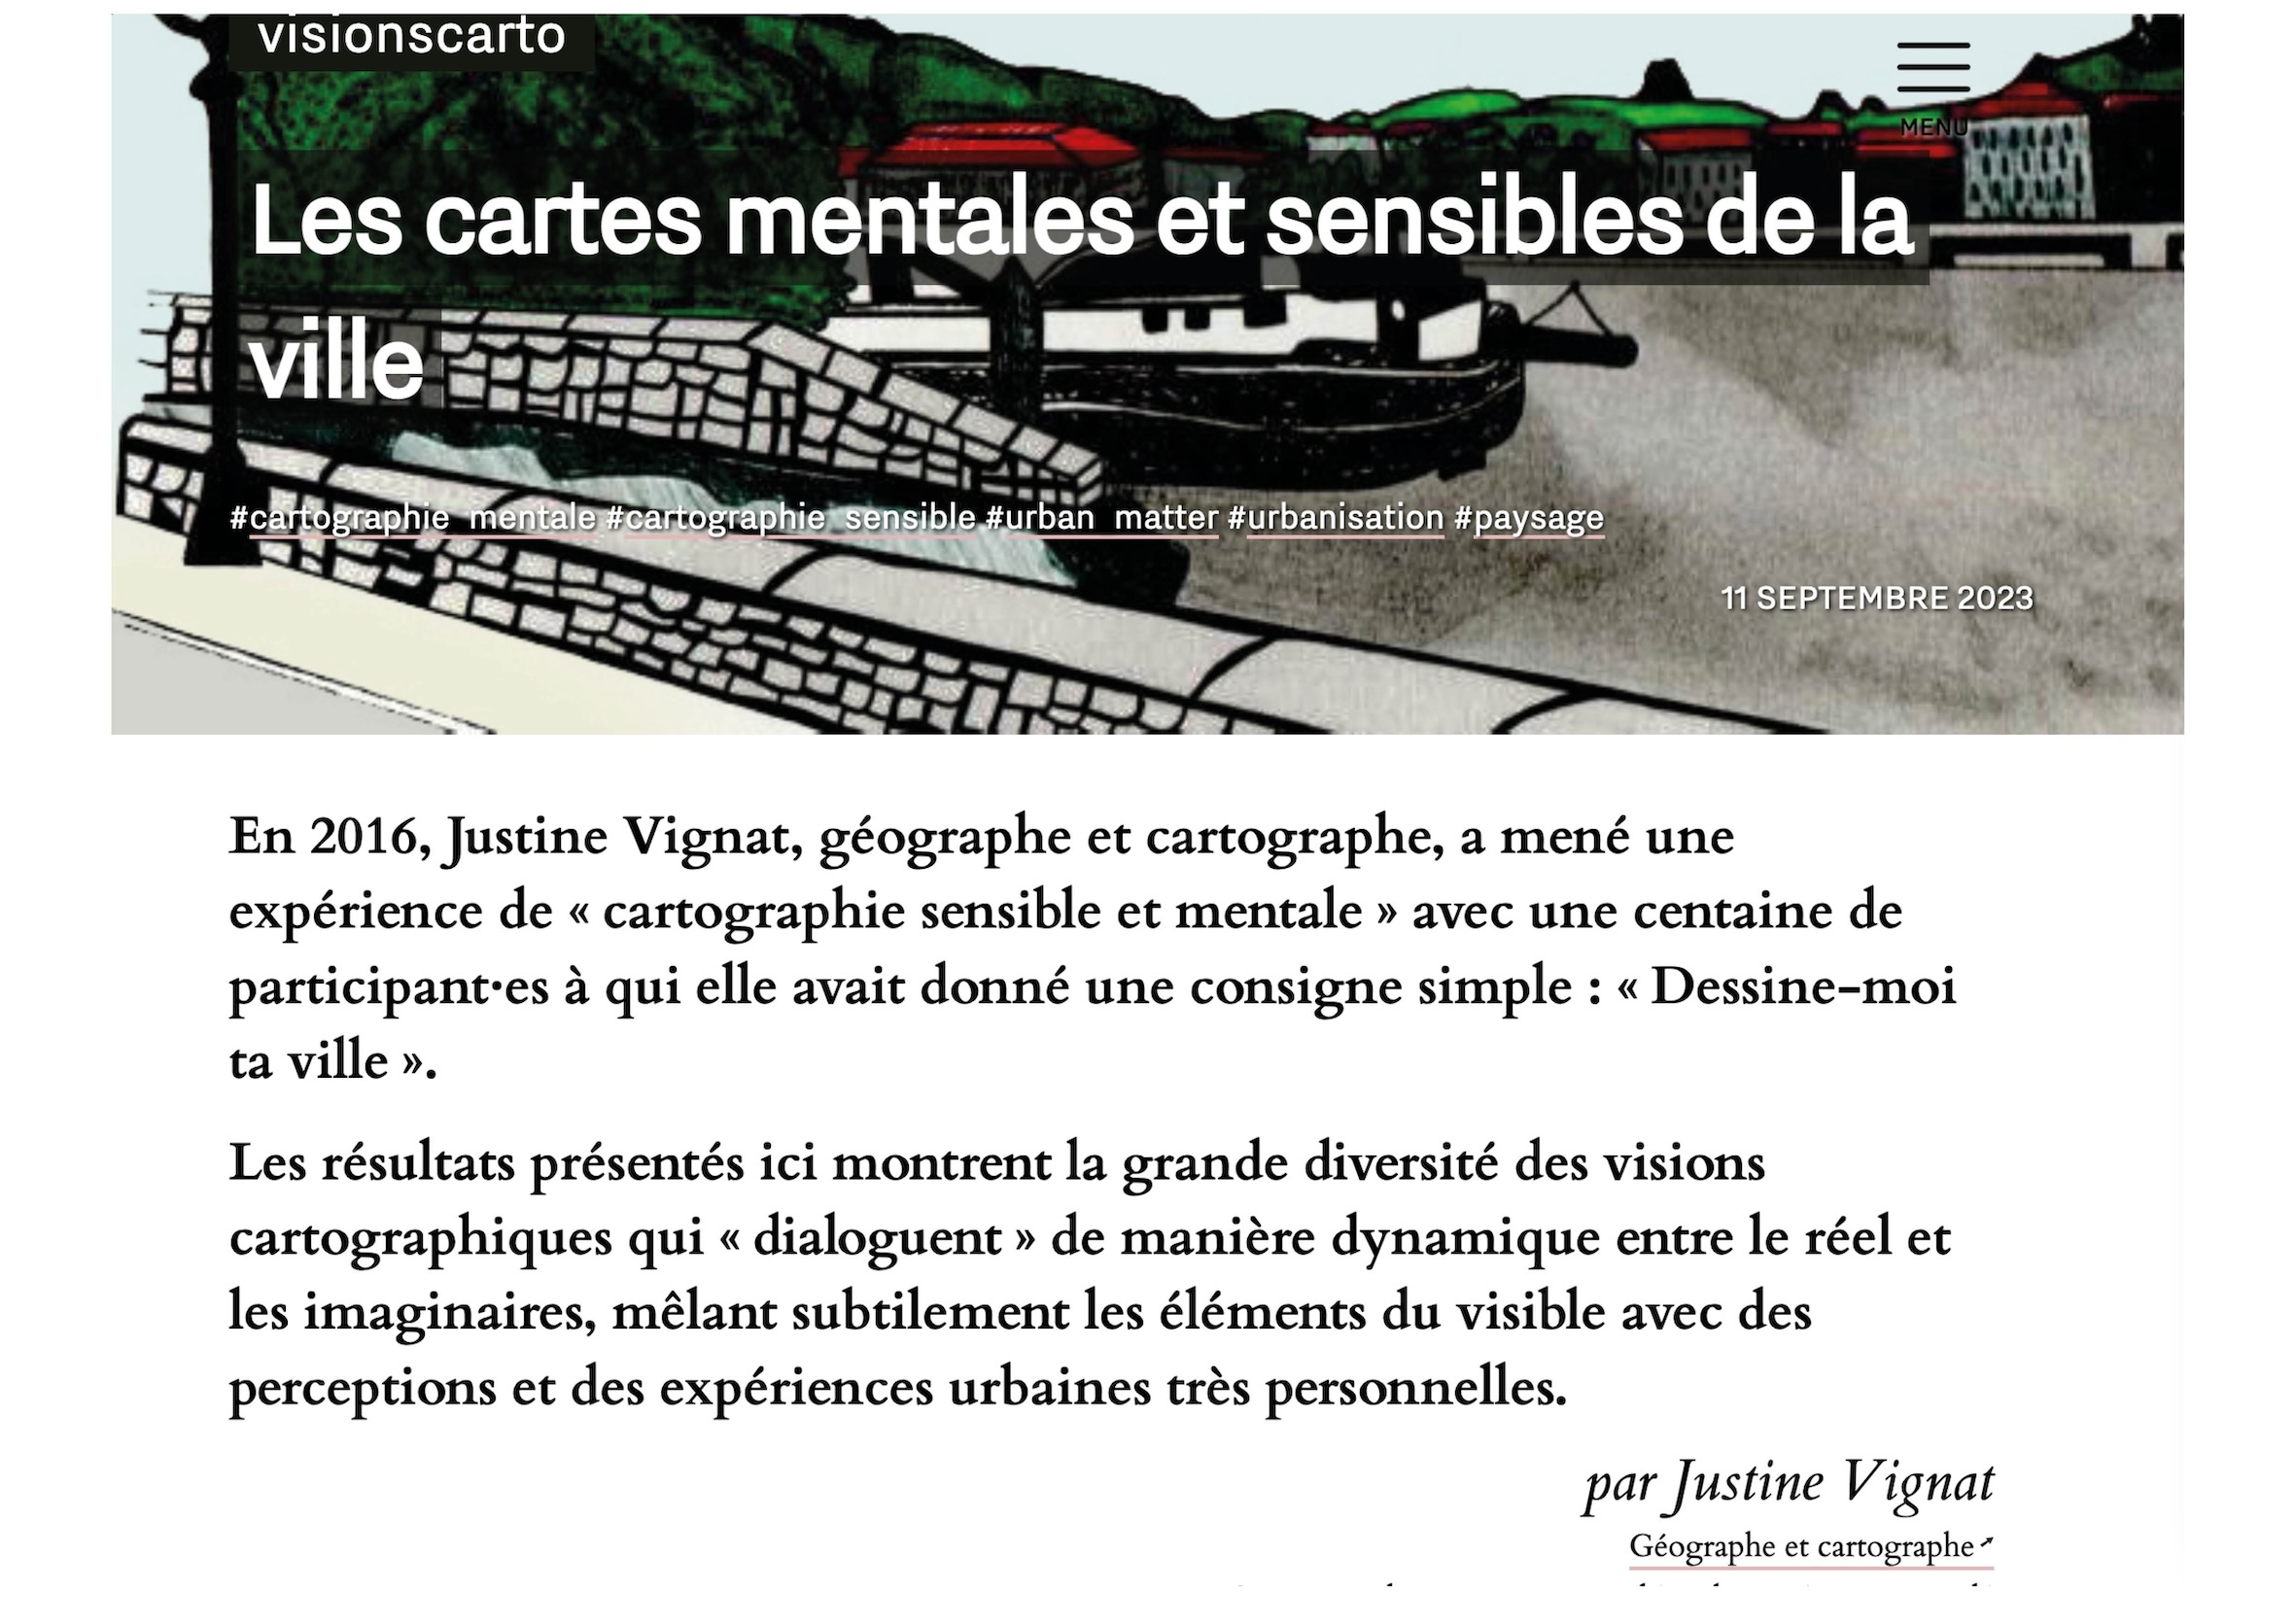 visionscarto
MENU
Les cartes mentales et sensibles de la
ville
#cartographie_mentale #cartographie_sensible #urban_matter #urbanisation #paysage
11 SEPTEMBRE 2023
En 2016, Justine Vignat, géographe et cartographe, a mené une
expérience de « cartographie sensible et mentale » avec une centaine de
participant·es à qui elle avait donné une consigne simple : « Dessine-moi
ta ville ».
Les résultats présentés ici montrent la grande diversité des visions
cartographiques qui « dialoguent » de manière dynamique entre le réel et
les imaginaires, mêlant subtilement les éléments du visible avec des
perceptions et des expériences urbaines très personnelles.
par Justine Vignat
Géographe et cartographe